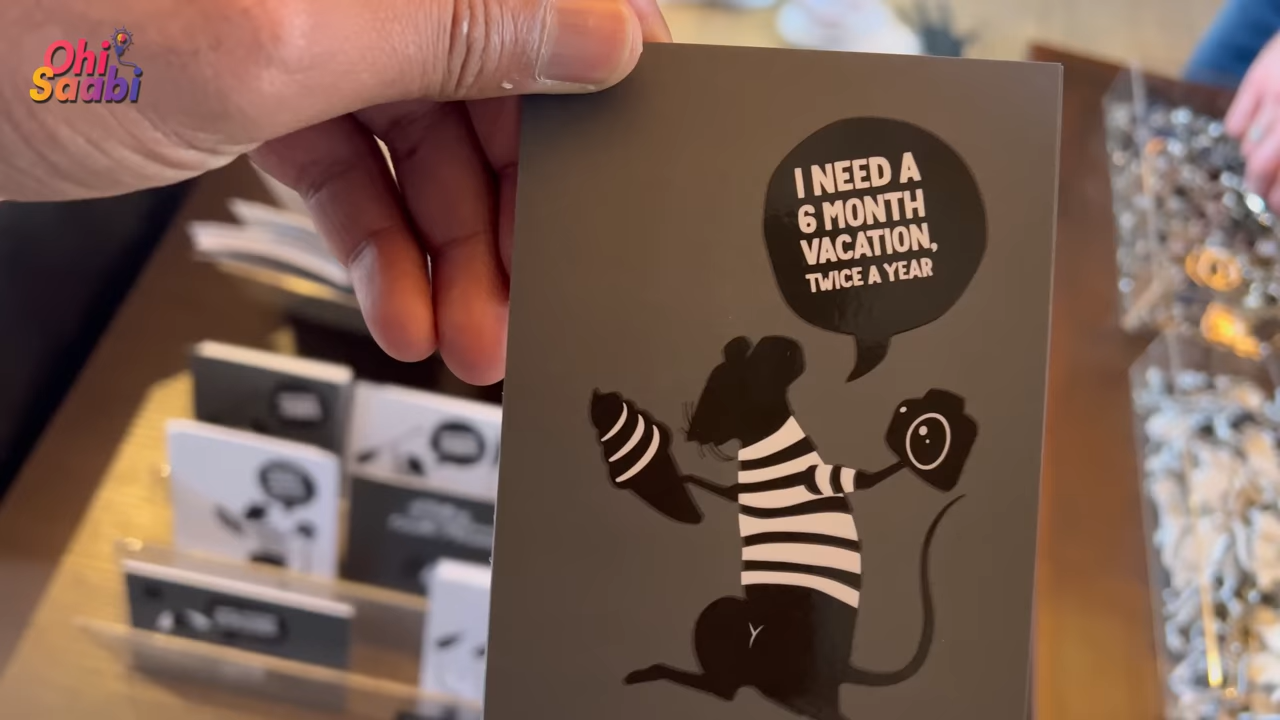 Ohi
Saabi
I NEED A
6 MONTH
VACATION,
TWICE A YEAR